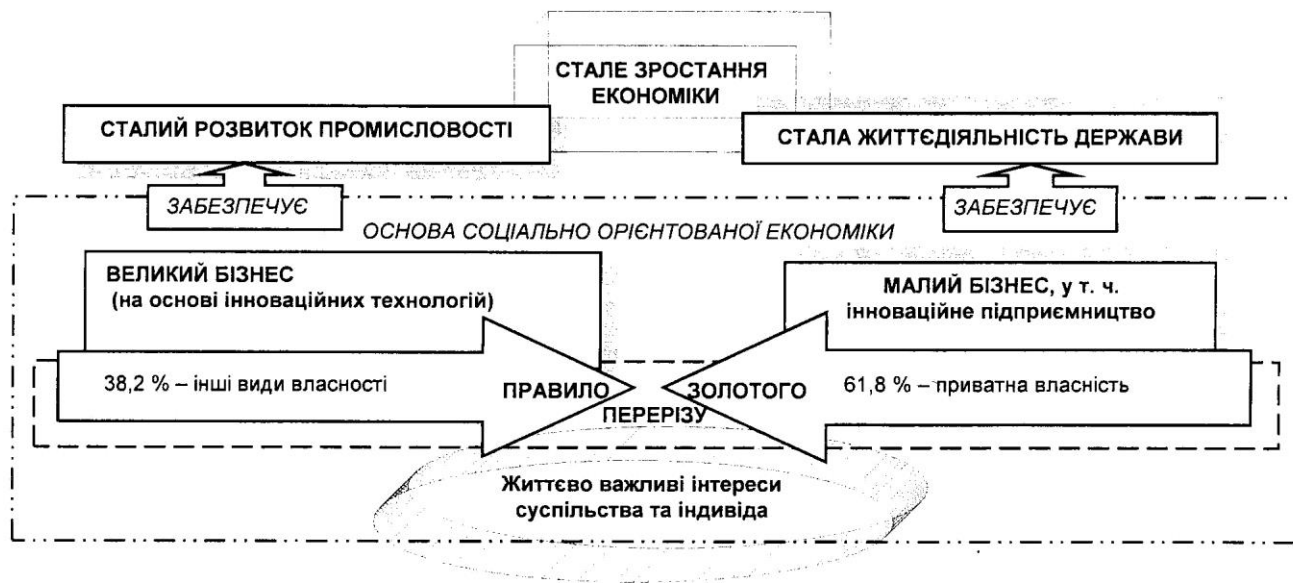 СТАЛЕ ЗРОСТАННЯ
ЕКОНОМІКИ
СТАЛИЙ РОЗВИТОК ПРОМИСЛОВОСТІ
СТАЛА ЖИТТЄДІЯЛЬНІСТЬ ДЕРЖАВИ
ЗАБЕЗПЕЧУЄ
ЗАБЕЗПЕЧУЄ
ОСНОВА СОЦІАЛЬНО ОРІЄНТОВАНОЇ ЕКОНОМІКИ
ВЕЛИКИЙ БІЗНЕС
(на основі інноваційних технологій)
МАЛИЙ БІЗНЕС, у т. ч.
інноваційне підприємництво
38,2 % – інші види власності
ПРАВИЛО
ЗОЛОТОГО
61,8 % – приватна власність
ПЕРЕРІЗУ
Життєво важливі інтереси
суспільства та індивіда